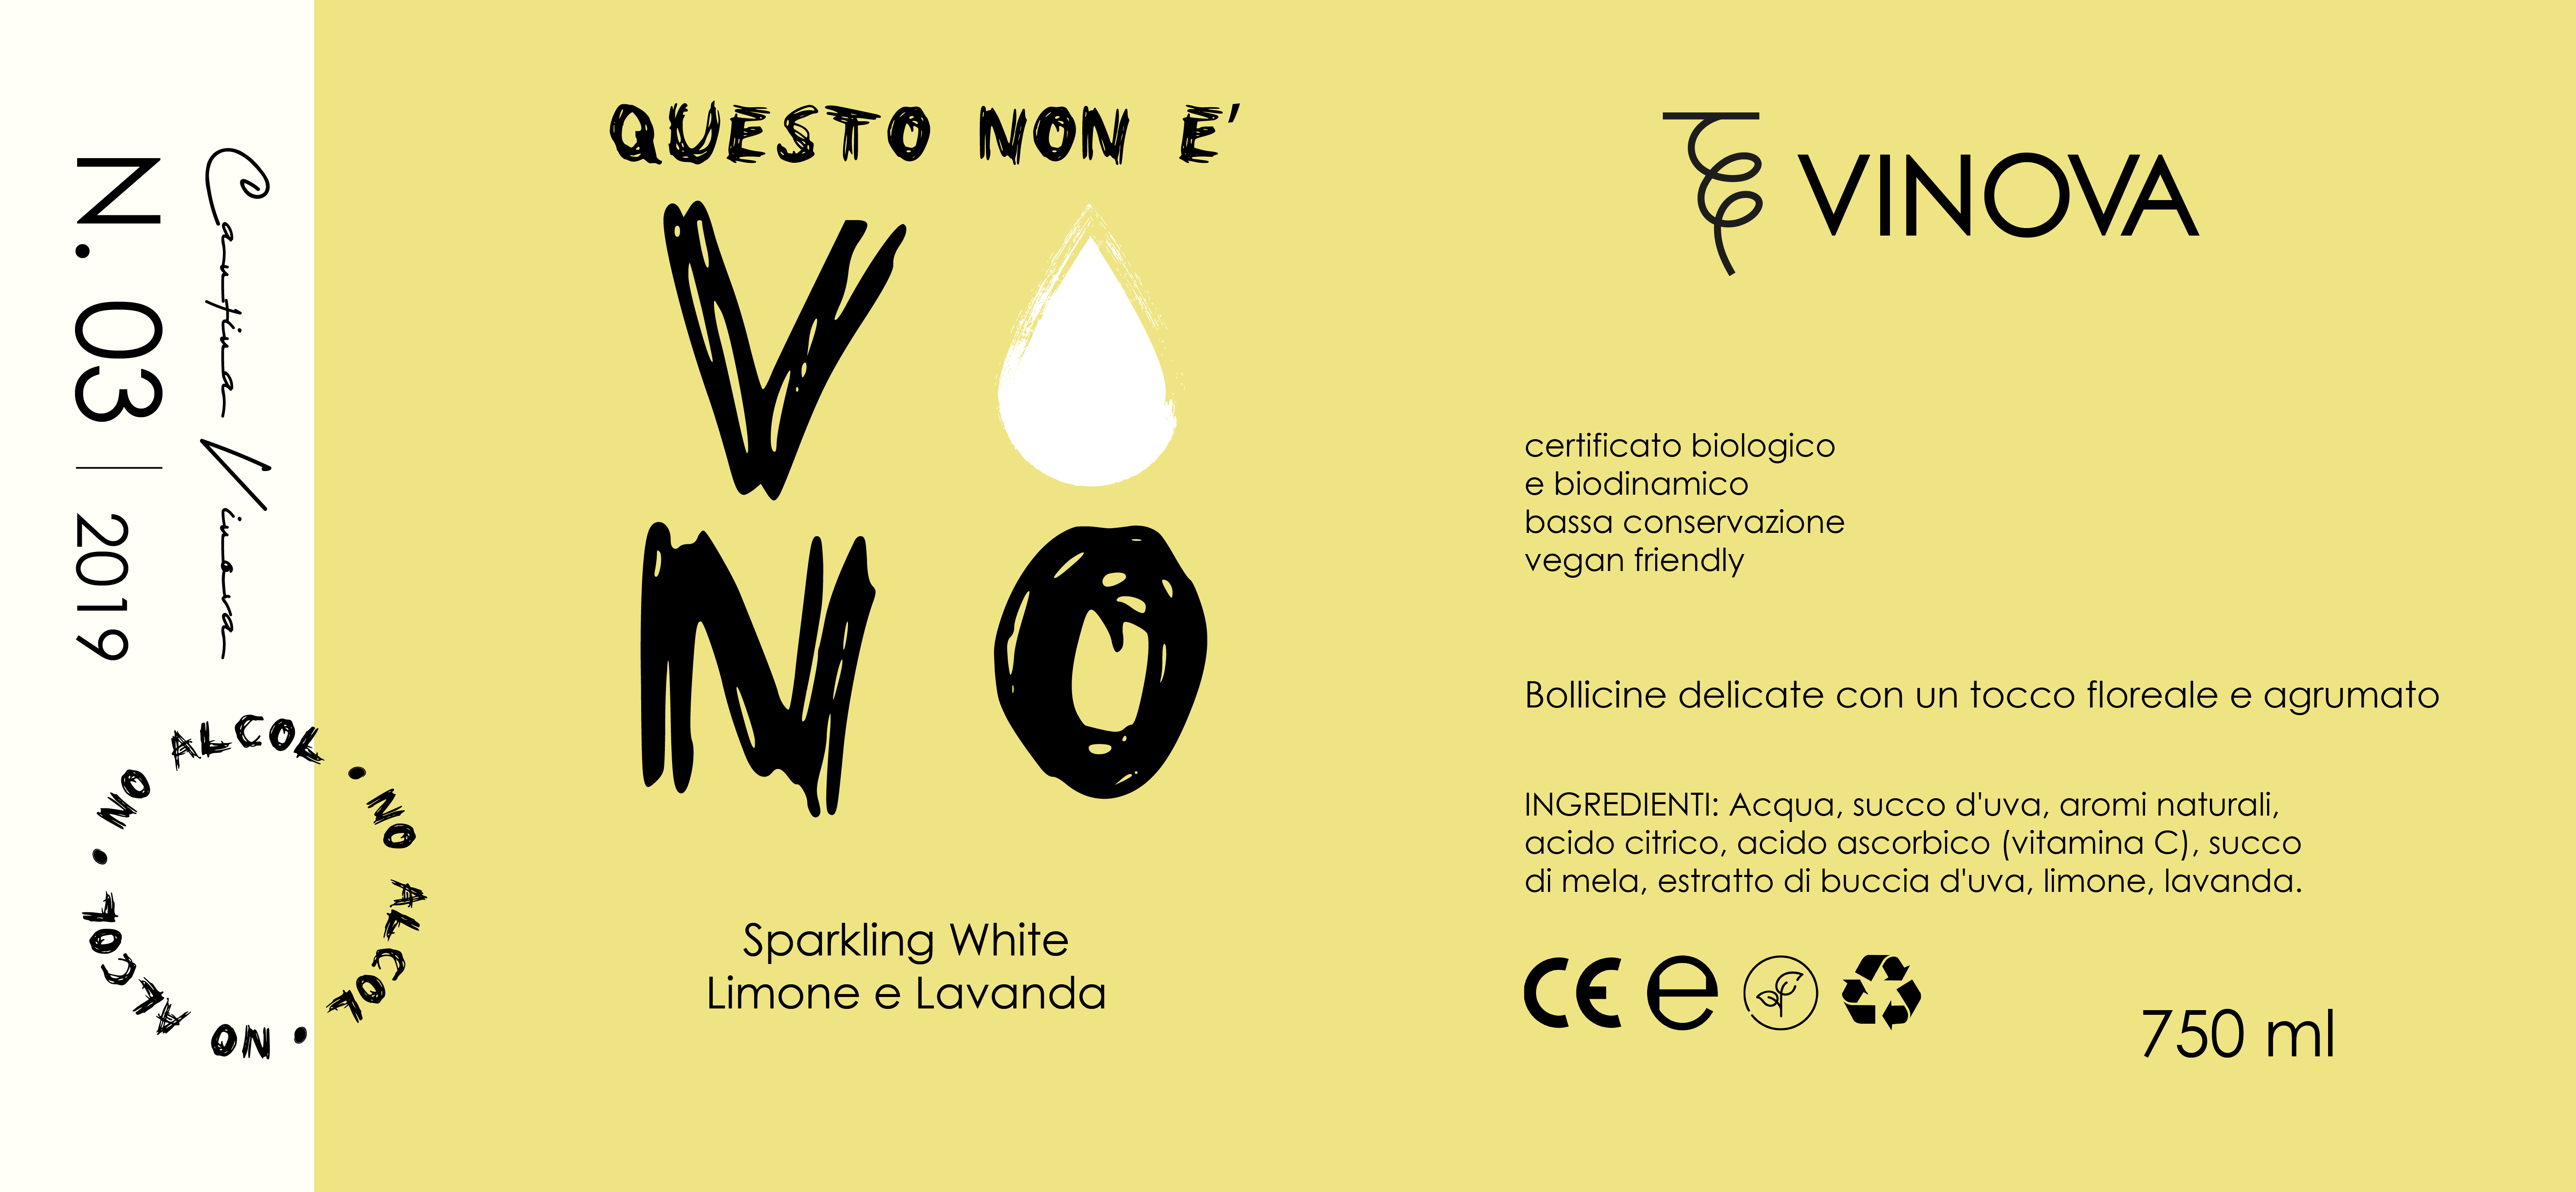 Cantina Vinova
N. 03 | 2019
NO ALCOL • NO ALCOL • NO ALCOL •
QUESTO NON E'
V
NO
Sparkling White
Limone e Lavanda
VINOVA
certificato biologico
e biodinamico
bassa conservazione
vegan friendly
Bollicine delicate con un tocco floreale e agrumato
INGREDIENTI: Acqua, succo d'uva, aromi naturali,
acido citrico, acido ascorbico (vitamina C), succo
di mela, estratto di buccia d'uva, limone, lavanda.
CE e
750 ml